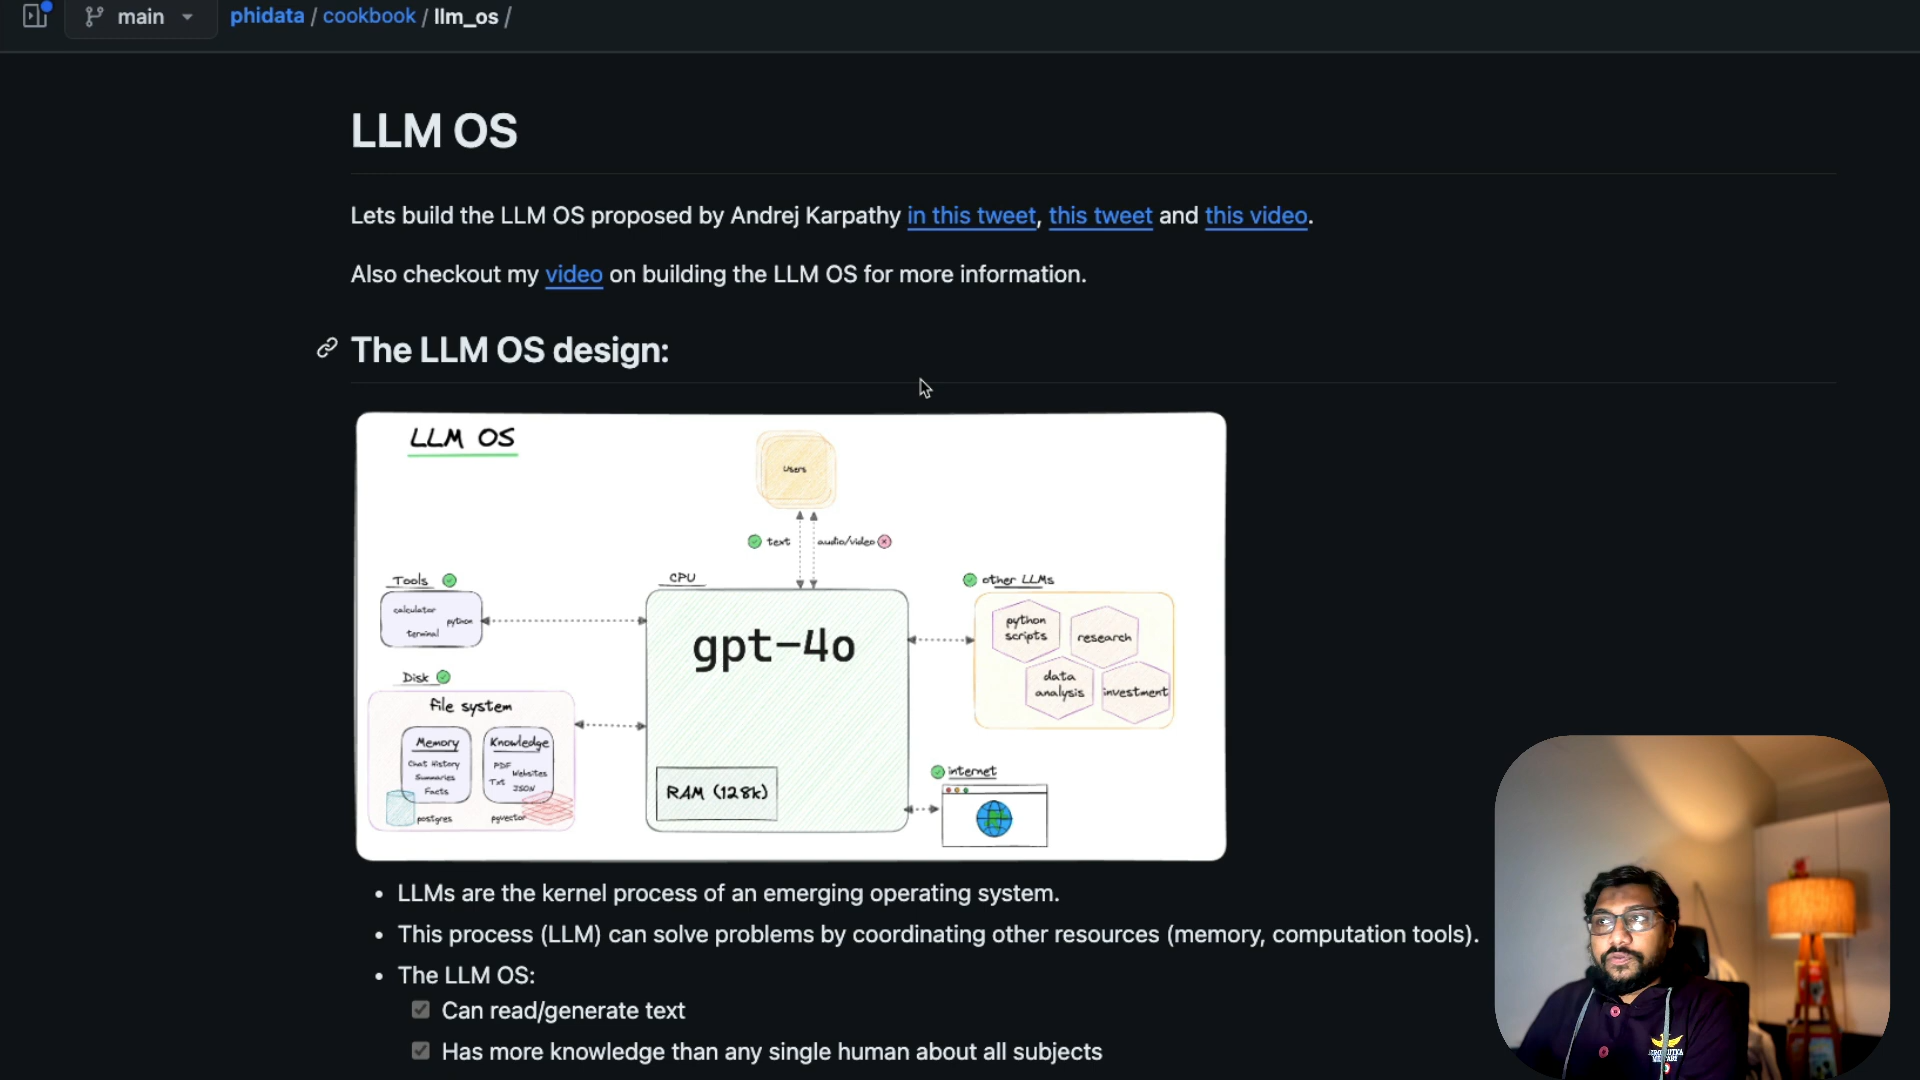 main
phidata / cookbook / llm_os /
LLM OS
Lets build the LLM OS proposed by Andrej Karpathy in this tweet, this tweet and this video.
Also checkout my video on building the LLM OS for more information.
The LLM OS design:
LLM OS
Users
text
audio/video
Tools
calculator
python
terminal
CPU
gpt-4o
RAM (128k)
other LLMs
python
scripts
research
data
analysis
investment
Disk
file system
Memory
Chat History
Summaries
Facts
postgres
Knowledge
PDF
Websites
Txt
JSON
pgvector
internet
LLMs are the kernel process of an emerging operating system.
This process (LLM) can solve problems by coordinating other resources (memory, computation tools).
The LLM OS:
Can read/generate text
Has more knowledge than any single human about all subjects